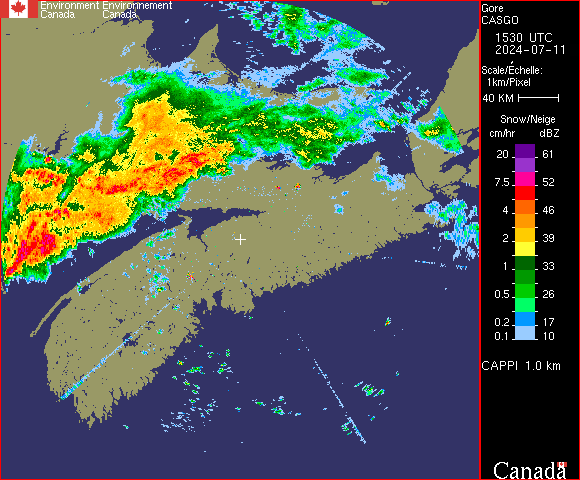 Environment Environnement
Canada Canada
Gore
CASGO
1530 UTC
2024-07-11
Scale/Échelle:
1km/Pixel
40 KM
Snow/Neige
cm/hr dBZ
20 61
7.5 52
4 46
2 39
1 33
0.5 26
0.2 17
0.1 10
CAPPI 1.0 km
Canada